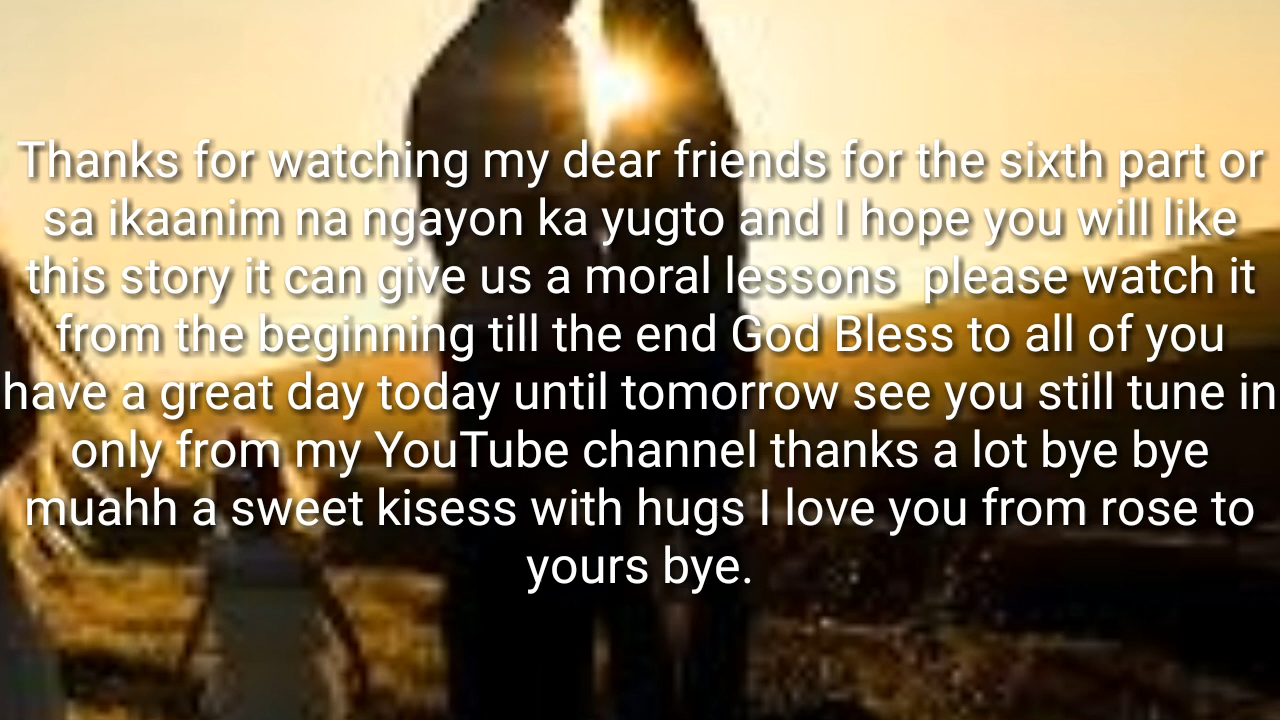 Thanks for watching my dear friends for the sixth part or
sa ikaanim na ngayon ka yugto and I hope you will like
this story it can give us a moral lessons  please watch it
from the beginning till the end God Bless to all of you
have a great day today until tomorrow see you still tune in
only from my YouTube channel thanks a lot bye bye
muahh a sweet kisess with hugs I love you from rose to
yours bye.